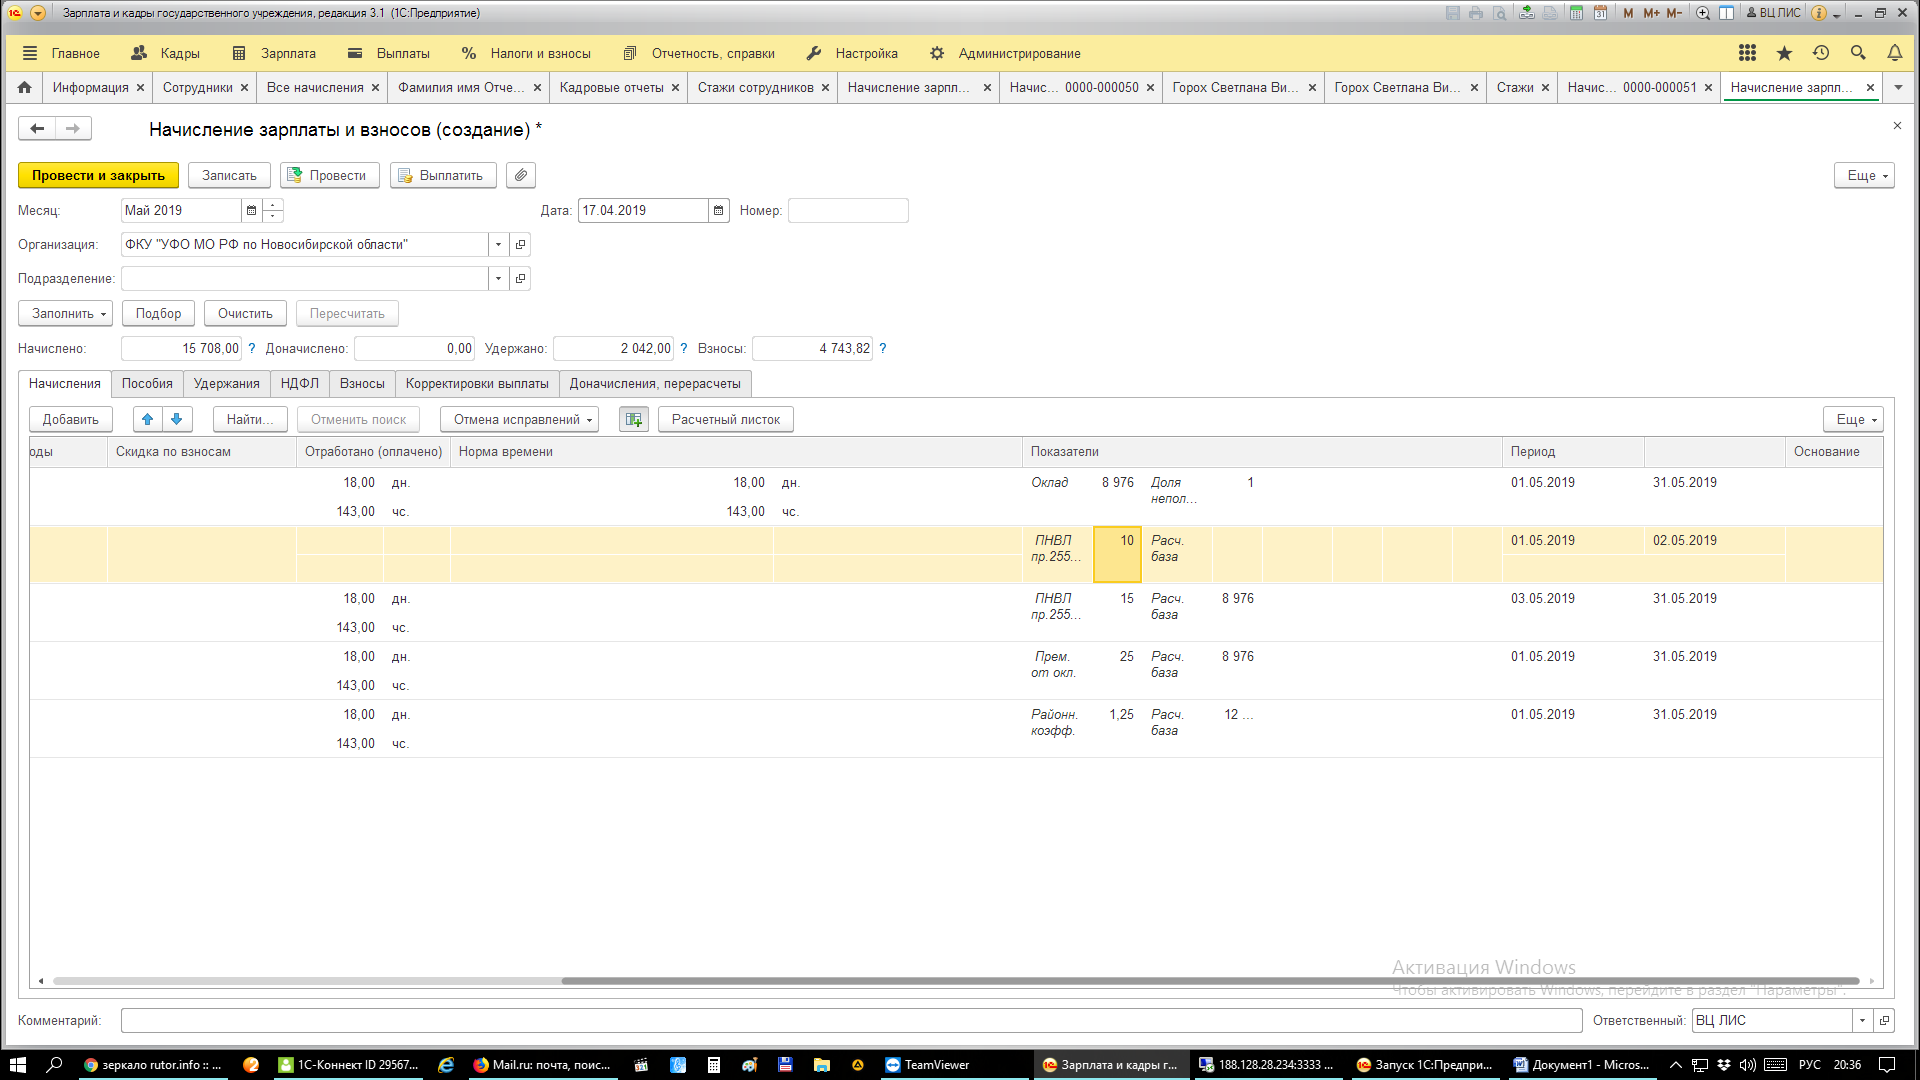 Зарплата и кадры государственного учреждения, редакция 3.1 (1С:Предприятие)
M M+ M- ВЦ ЛИС
Главное Кадры Зарплата Выплаты Налоги и взносы Отчетность, справки Настройка Администрирование
Информация Сотрудники Все начисления Фамилия имя Отче... Кадровые отчеты Стажи сотрудников Начисление зарпл... Начис... 0000-000050 Горох Светлана Ви... Горох Светлана Ви... Стажи Начис... 0000-000051 Начисление зарпл...
Начисление зарплаты и взносов (создание) *
Провести и закрыть Записать Провести Выплатить Еще
Месяц: Май 2019 Дата: 17.04.2019 Номер:
Организация: ФКУ "УФО МО РФ по Новосибирской области"
Подразделение:
Заполнить Подбор Очистить Пересчитать
Начислено: 15 708,00 ? Доначислено: 0,00 Удержано: 2 042,00 ? Взносы: 4 743,82 ?
Начисления Пособия Удержания НДФЛ Взносы Корректировки выплаты Доначисления, перерасчеты
Добавить Найти... Отменить поиск Отмена исправлений Расчетный листок Еще
оды Скидка по взносам Отработано (оплачено) Норма времени Показатели Период Основание
18,00 дн. 18,00 дн. Оклад 8 976 Доля 1 01.05.2019 31.05.2019
непол...
143,00 чс. 143,00 чс.
ПНВЛ 10 Расч. 01.05.2019 02.05.2019
пр.255... база
18,00 дн. ПНВЛ 15 Расч. 8 976 03.05.2019 31.05.2019
пр.255... база
143,00 чс.
18,00 дн. Прем. 25 Расч. 8 976 01.05.2019 31.05.2019
от окл. база
143,00 чс.
18,00 дн. Районн. 1,25 Расч. 12 ... 01.05.2019 31.05.2019
коэфф. база
143,00 чс.
Активация Windows
Чтобы активировать Windows, перейдите в раздел "Параметры".
Комментарий: Ответственный: ВЦ ЛИС
зеркало rutor.info :: ... 1С-Коннект ID 29567... Mail.ru: почта, поис... TeamViewer Зарплата и кадры г... 188.128.28.234:3333 ... Запуск 1С:Предпри... Документ1 - Micros... РУС 20:36